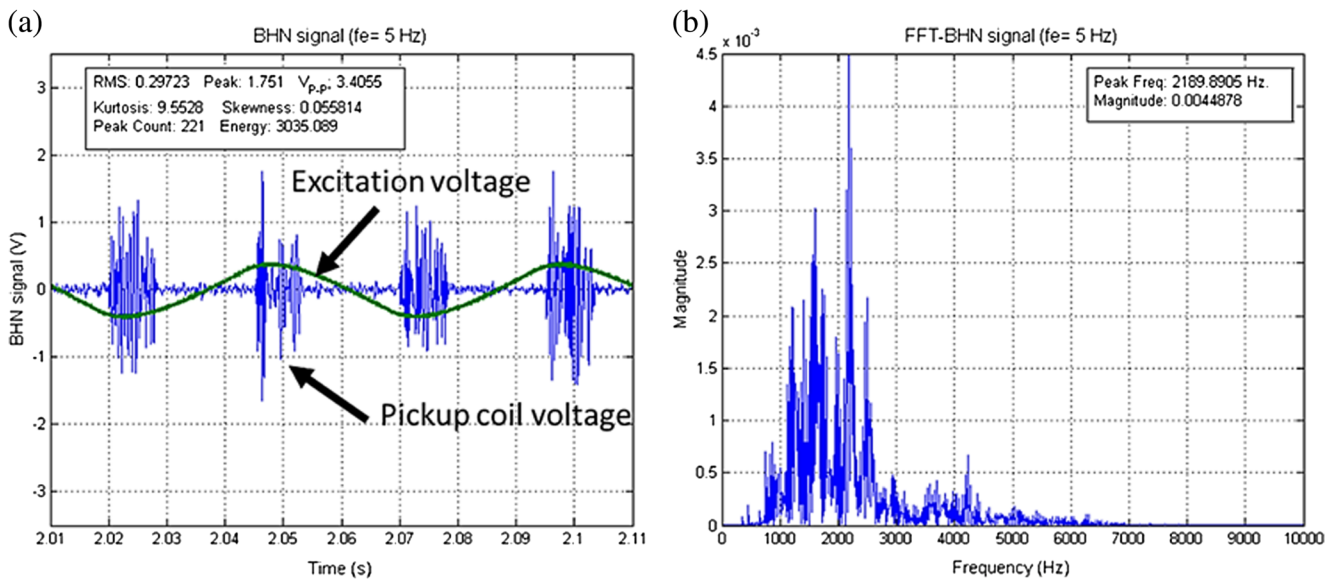 (a)
BHN signal (fe= 5 Hz)
RMS: 0.29723 Peak: 1.751 Vp-p: 3.4055
Kurtosis: 9.5528 Skewness: 0.055814
Peak Count: 221 Energy: 3035.089
Excitation voltage
Pickup coil voltage
BHN signal (V)
3
2
1
0
-1
-2
-3
2.01 2.02 2.03 2.04 2.05 2.06 2.07 2.08 2.09 2.1 2.11
Time (s)
(b)
FFT-BHN signal (fe= 5 Hz)
x 10-3
Peak Freq: 2189.8905 Hz.
Magnitude: 0.0044878
Magnitude
4.5
4
3.5
3
2.5
2
1.5
1
0.5
0
0 1000 2000 3000 4000 5000 6000 7000 8000 9000 10000
Frequency (Hz)